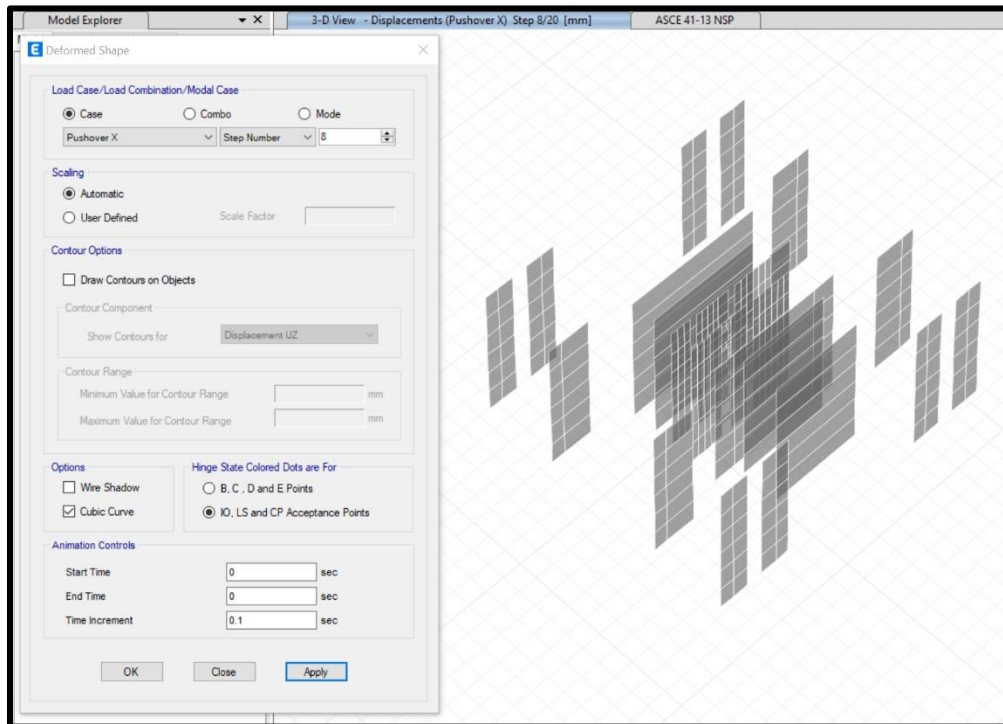 Model Explorer
3-D View - Displacements (Pushover X) Step 8/20 [mm]
ASCE 41-13 NSP
E Deformed Shape
Load Case/Load Combination/Modal Case
Case Combo Mode
Pushover X Step Number 8
Scaling
Automatic
User Defined Scale Factor
Contour Options
Draw Contours on Objects
Contour Component
Show Contours for Displacement UZ
Contour Range
Minimum Value for Contour Range mm
Maximum Value for Contour Range mm
Options
Wire Shadow
Cubic Curve
Hinge State Colored Dots are For
B, C , D and E Points
IO, LS and CP Acceptance Points
Animation Controls
Start Time 0 sec
End Time 0 sec
Time Increment 0.1 sec
OK Close Apply